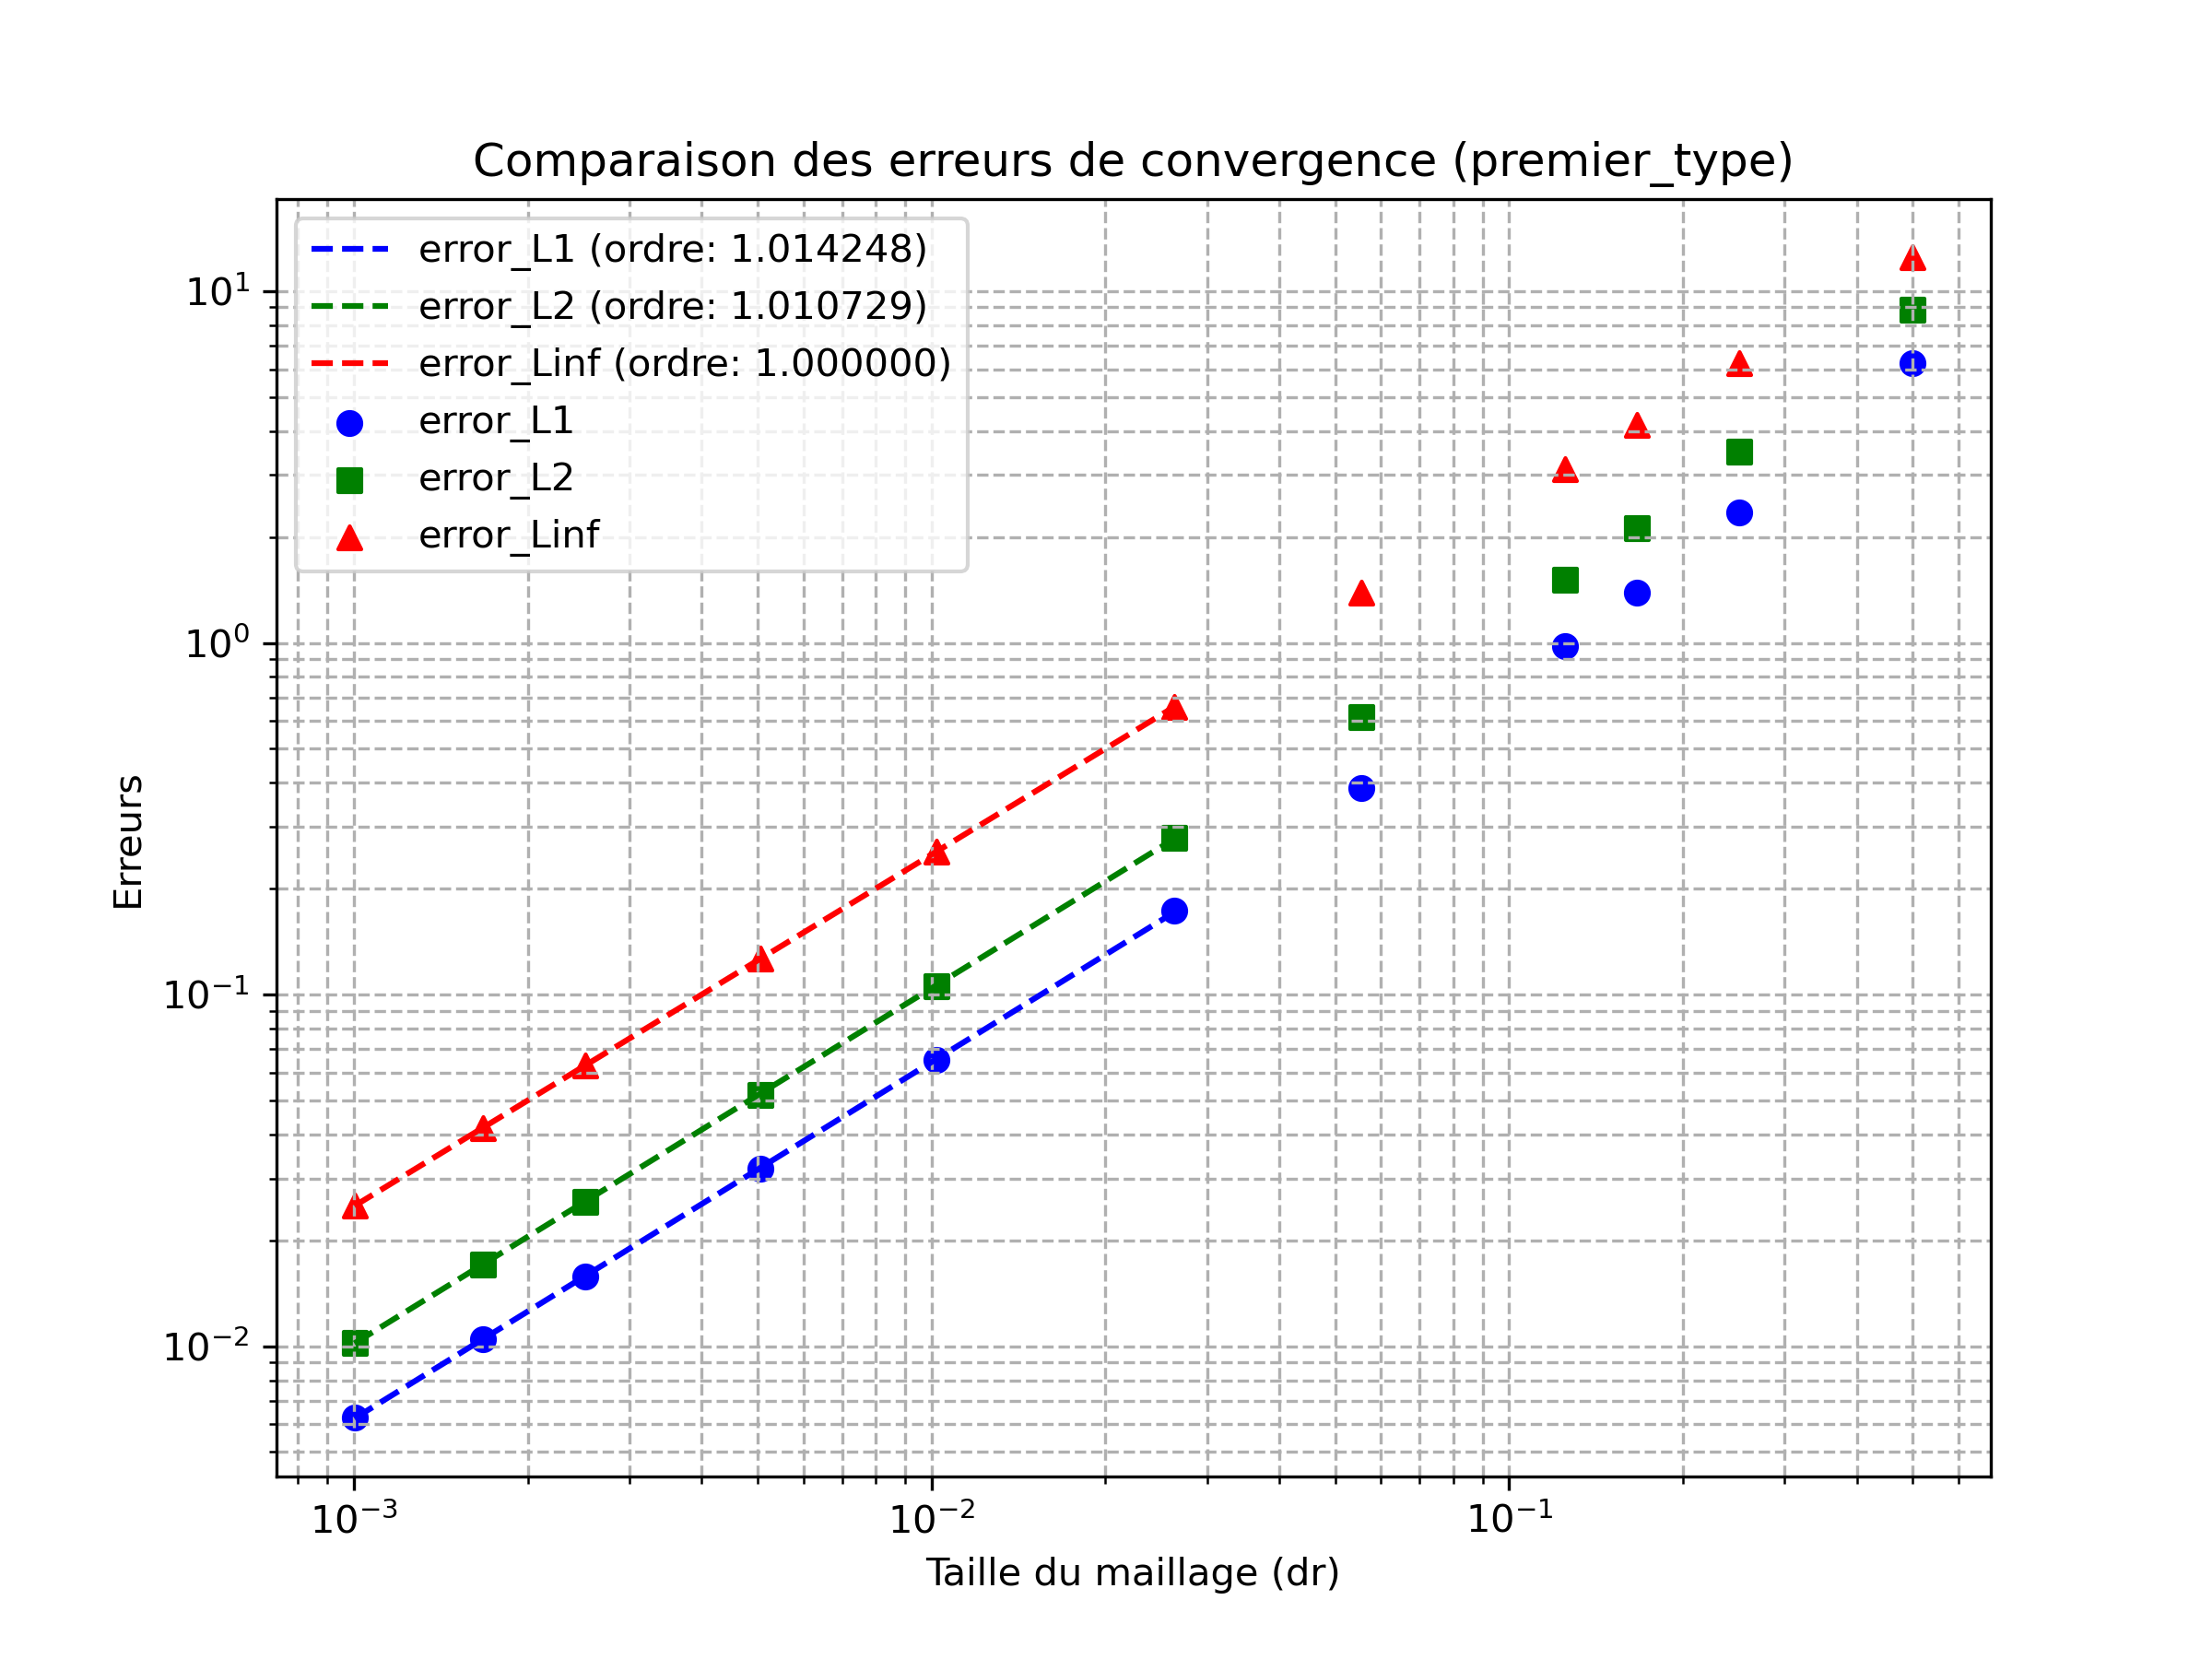 Comparaison des erreurs de convergence (premier_type)
error_L1 (ordre: 1.014248)
error_L2 (ordre: 1.010729)
error_Linf (ordre: 1.000000)
error_L1
error_L2
error_Linf
10¹
10⁰
10⁻¹
10⁻²
Erreurs
10⁻³
10⁻²
10⁻¹
Taille du maillage (dr)